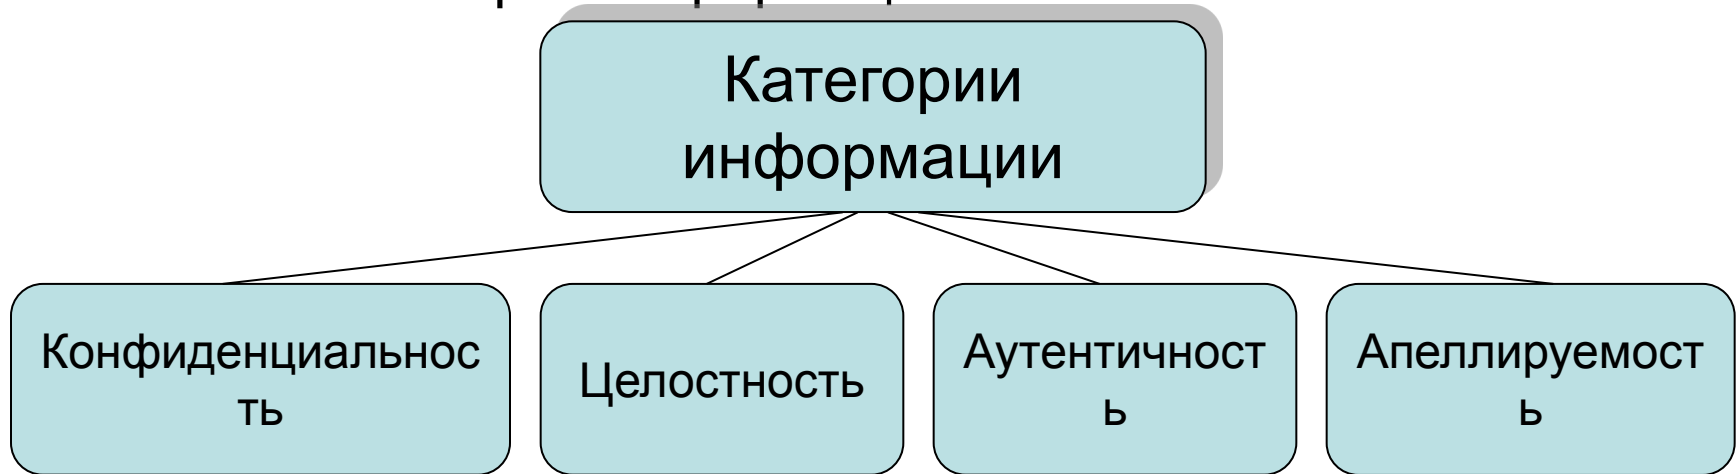 Категории
информации
Конфиденциальнос
ть
Целостность
Аутентичност
ь
Апеллируемост
ь